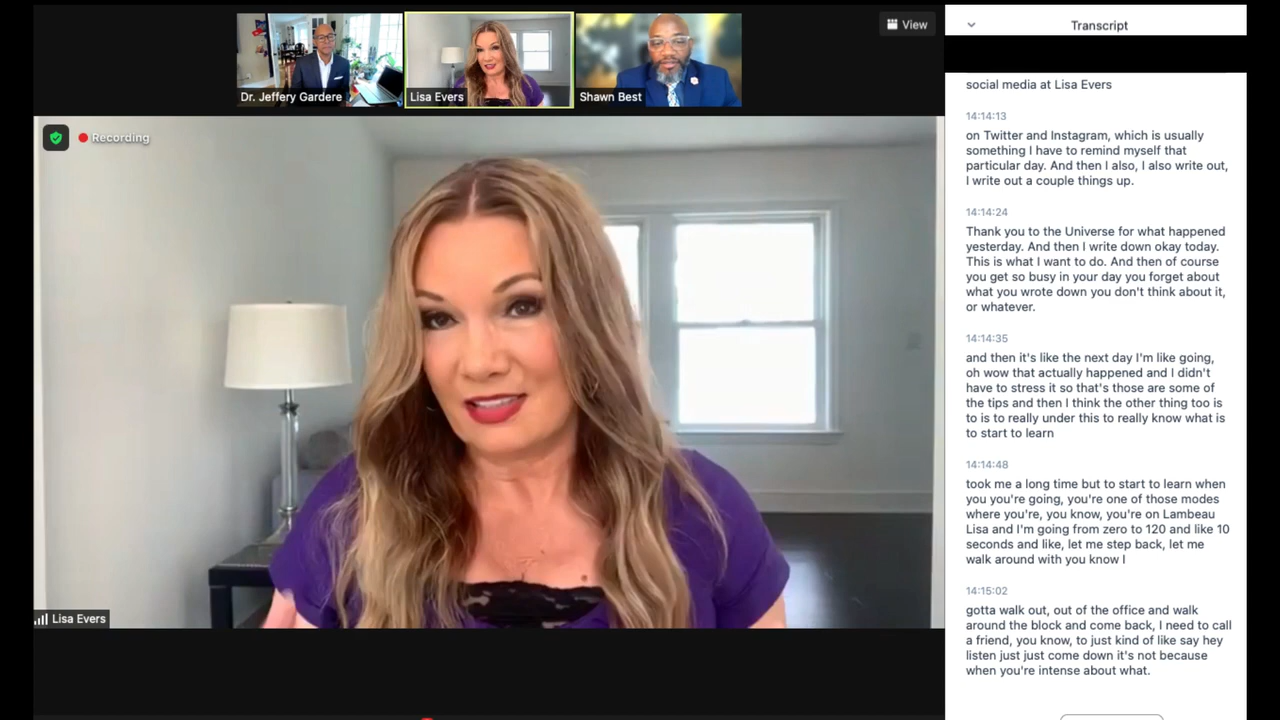 View
Transcript
Dr. Jeffery Gardere
Lisa Evers
Shawn Best
Recording
Lisa Evers
social media at Lisa Evers
14:14:13
on Twitter and Instagram, which is usually
something I have to remind myself that
particular day. And then I also, I also write out,
I write out a couple things up.
14:14:24
Thank you to the Universe for what happened
yesterday. And then I write down okay today.
This is what I want to do. And then of course
you get so busy in your day you forget about
what you wrote down you don't think about it,
or whatever.
14:14:35
and then it's like the next day I'm like going,
oh wow that actually happened and I didn't
have to stress it so that's those are some of
the tips and then I think the other thing too is
to is to really under this to really know what is
to start to learn
14:14:48
took me a long time but to start to learn when
you you're going, you're one of those modes
where you're, you know, you're on Lambeau
Lisa and I'm going from zero to 120 and like 10
seconds and like, let me step back, let me
walk around with you know I
14:15:02
gotta walk out, out of the office and walk
around the block and come back, I need to call
a friend, you know, to just kind of like say hey
listen just just come down it's not because
when you're intense about what.